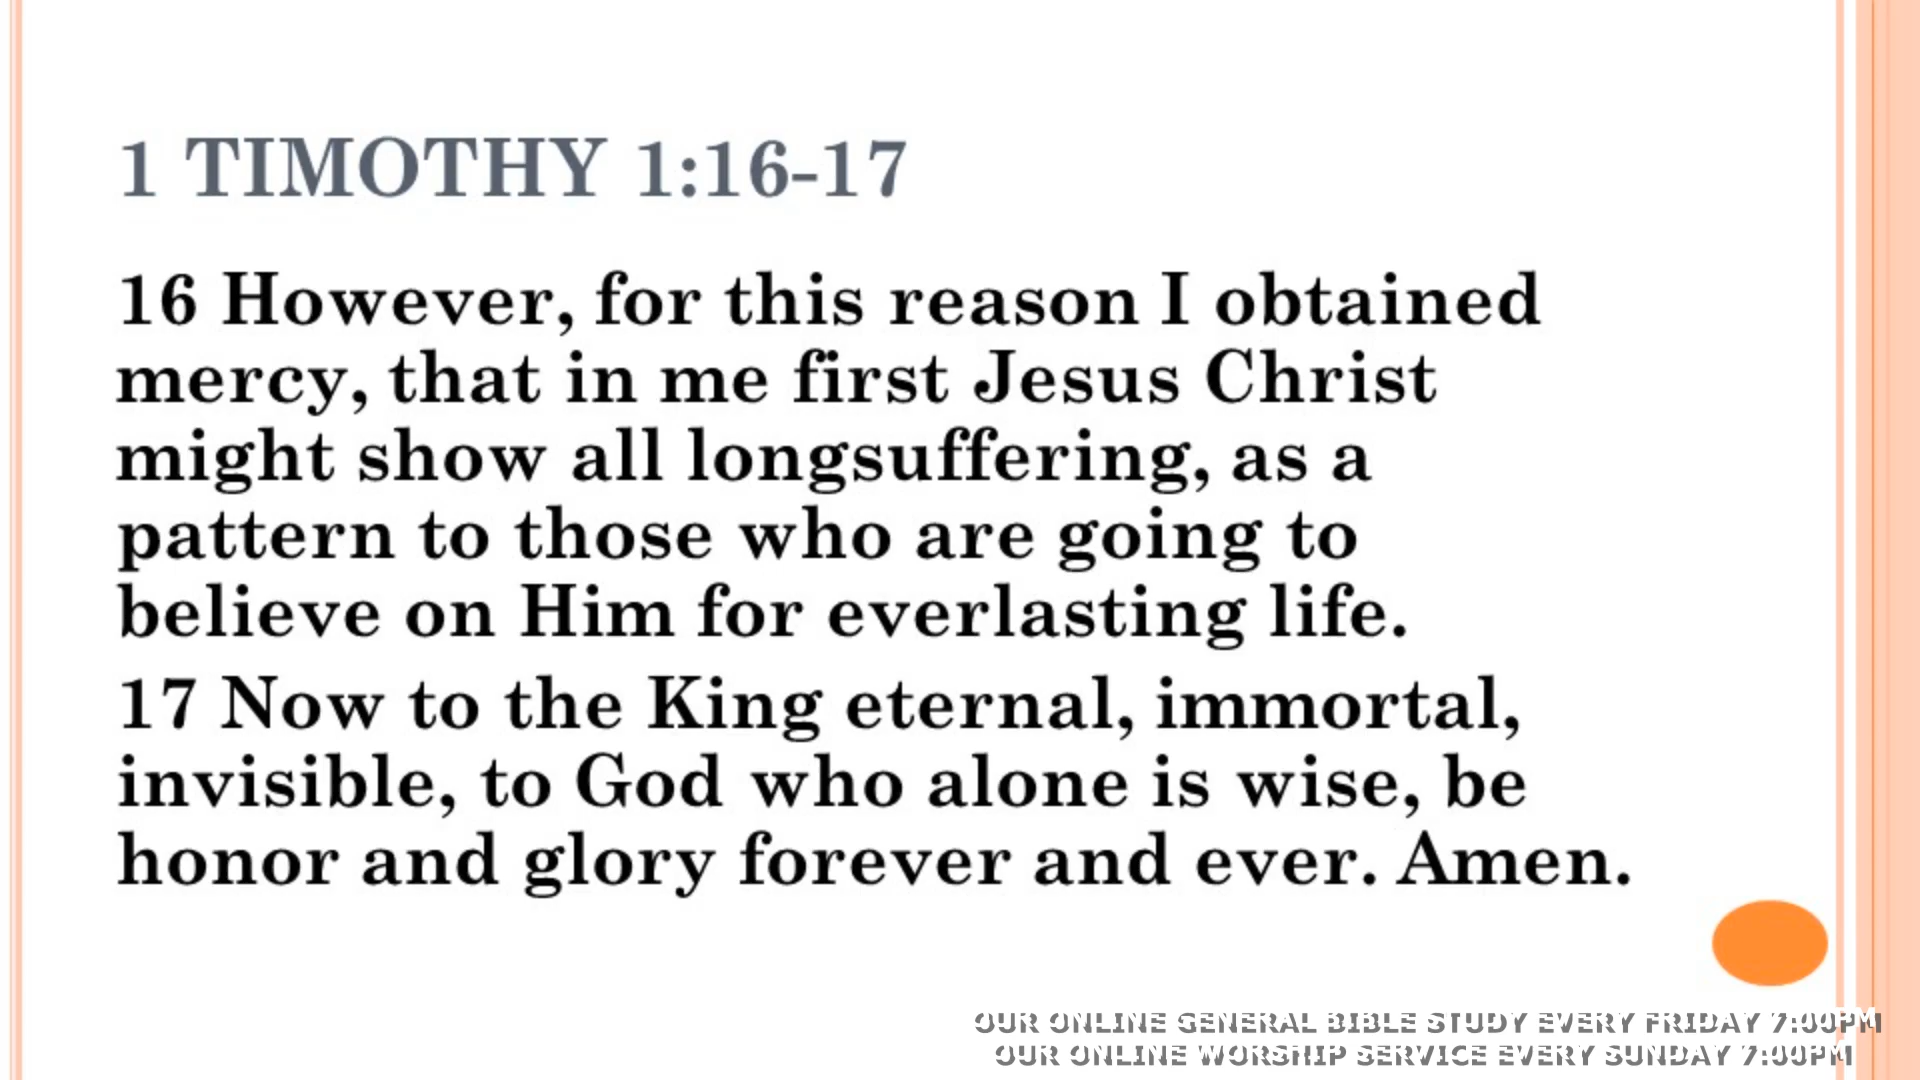 1 TIMOTHY 1:16-17
16 However, for this reason I obtained
mercy, that in me first Jesus Christ
might show all longsuffering, as a
pattern to those who are going to
believe on Him for everlasting life.
17 Now to the King eternal, immortal,
invisible, to God who alone is wise, be
honor and glory forever and ever. Amen.
OUR ONLINE GENERAL BIBLE STUDY EVERY FRIDAY 7:00PM
OUR ONLINE WORSHIP SERVICE EVERY SUNDAY 7:00PM